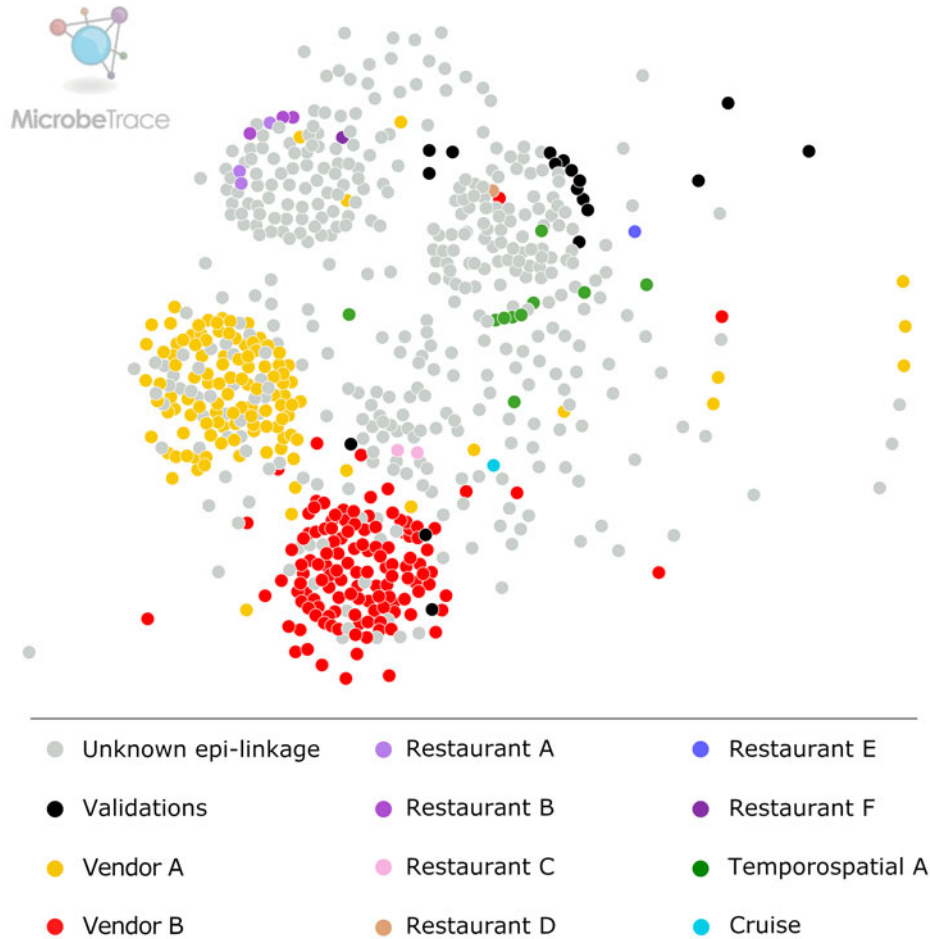 MicrobeTrace
Unknown epi-linkage
Validations
Vendor A
Vendor B
Restaurant A
Restaurant B
Restaurant C
Restaurant D
Restaurant E
Restaurant F
Temporospatial A
Cruise